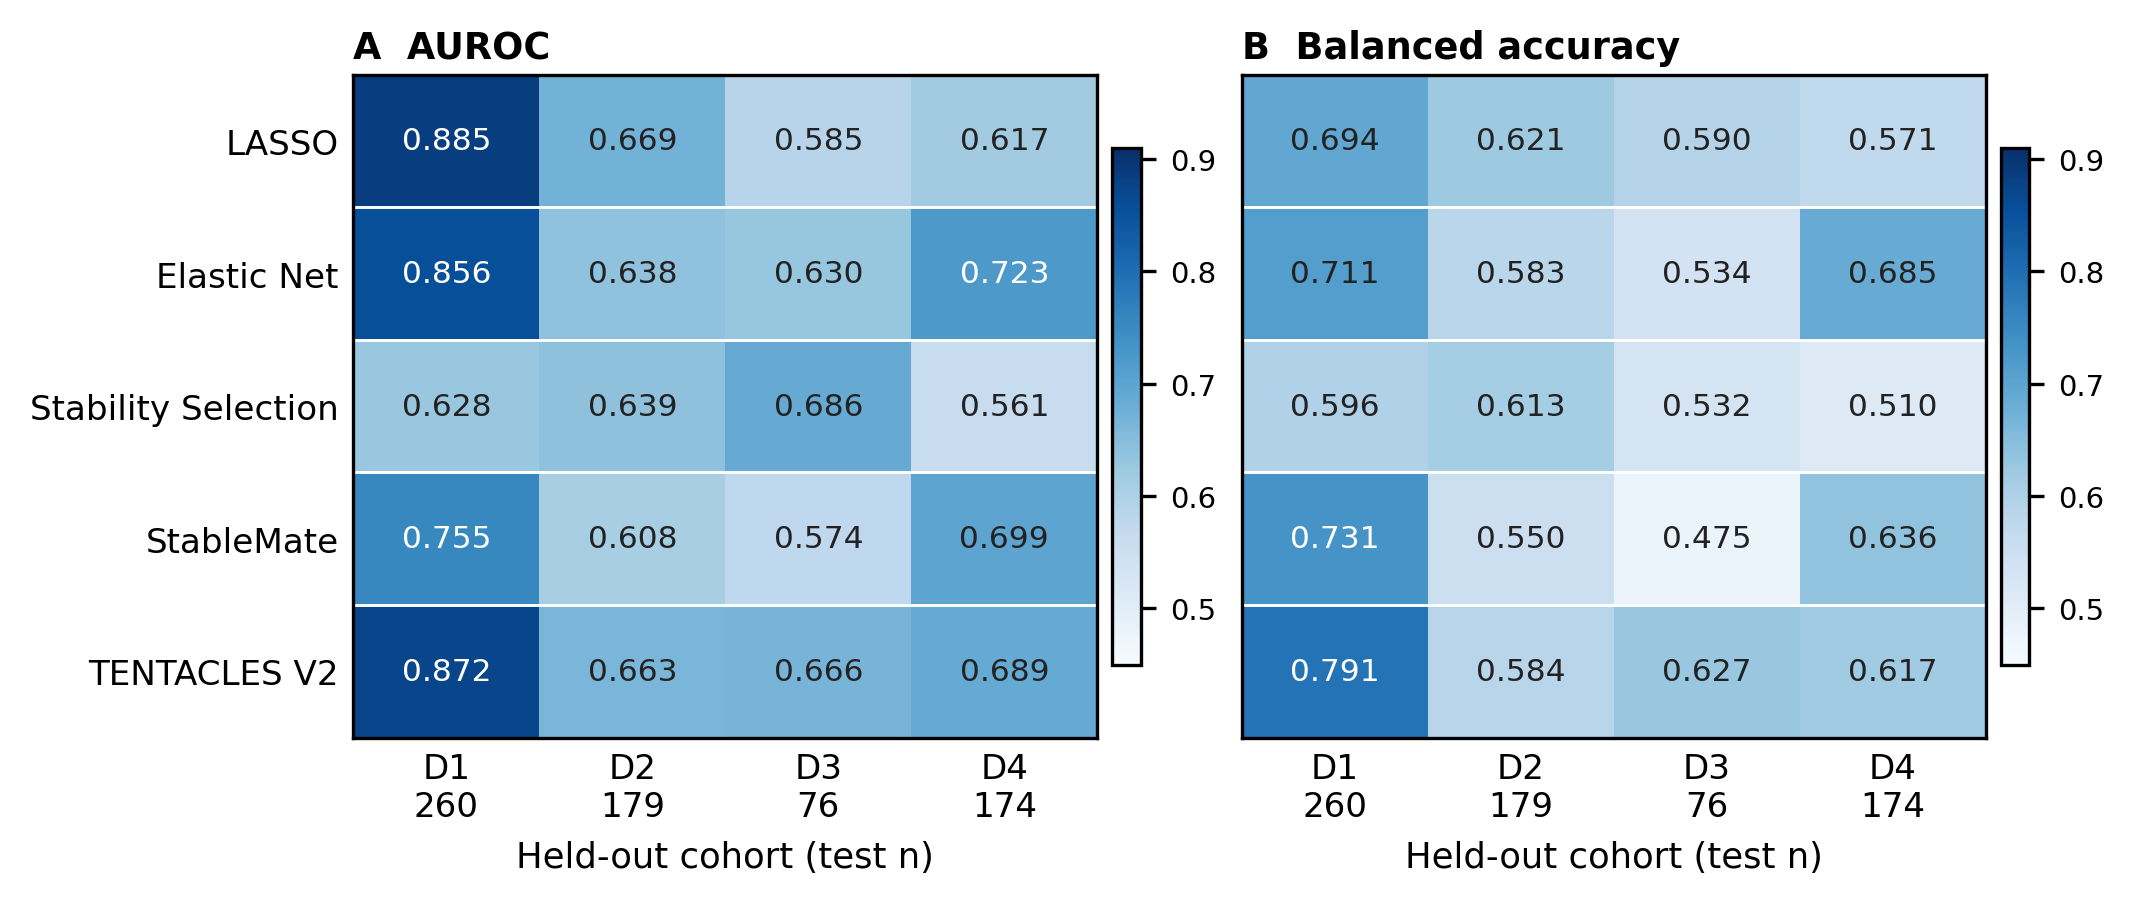 A AUROC
LASSO 0.885 0.669 0.585 0.617
Elastic Net 0.856 0.638 0.630 0.723
Stability Selection 0.628 0.639 0.686 0.561
StableMate 0.755 0.608 0.574 0.699
TENTACLES V2 0.872 0.663 0.666 0.689
D1 D2 D3 D4
260 179 76 174
Held-out cohort (test n)
0.9
0.8
0.7
0.6
0.5
B Balanced accuracy
0.694 0.621 0.590 0.571
0.711 0.583 0.534 0.685
0.596 0.613 0.532 0.510
0.731 0.550 0.475 0.636
0.791 0.584 0.627 0.617
D1 D2 D3 D4
260 179 76 174
Held-out cohort (test n)
0.9
0.8
0.7
0.6
0.5